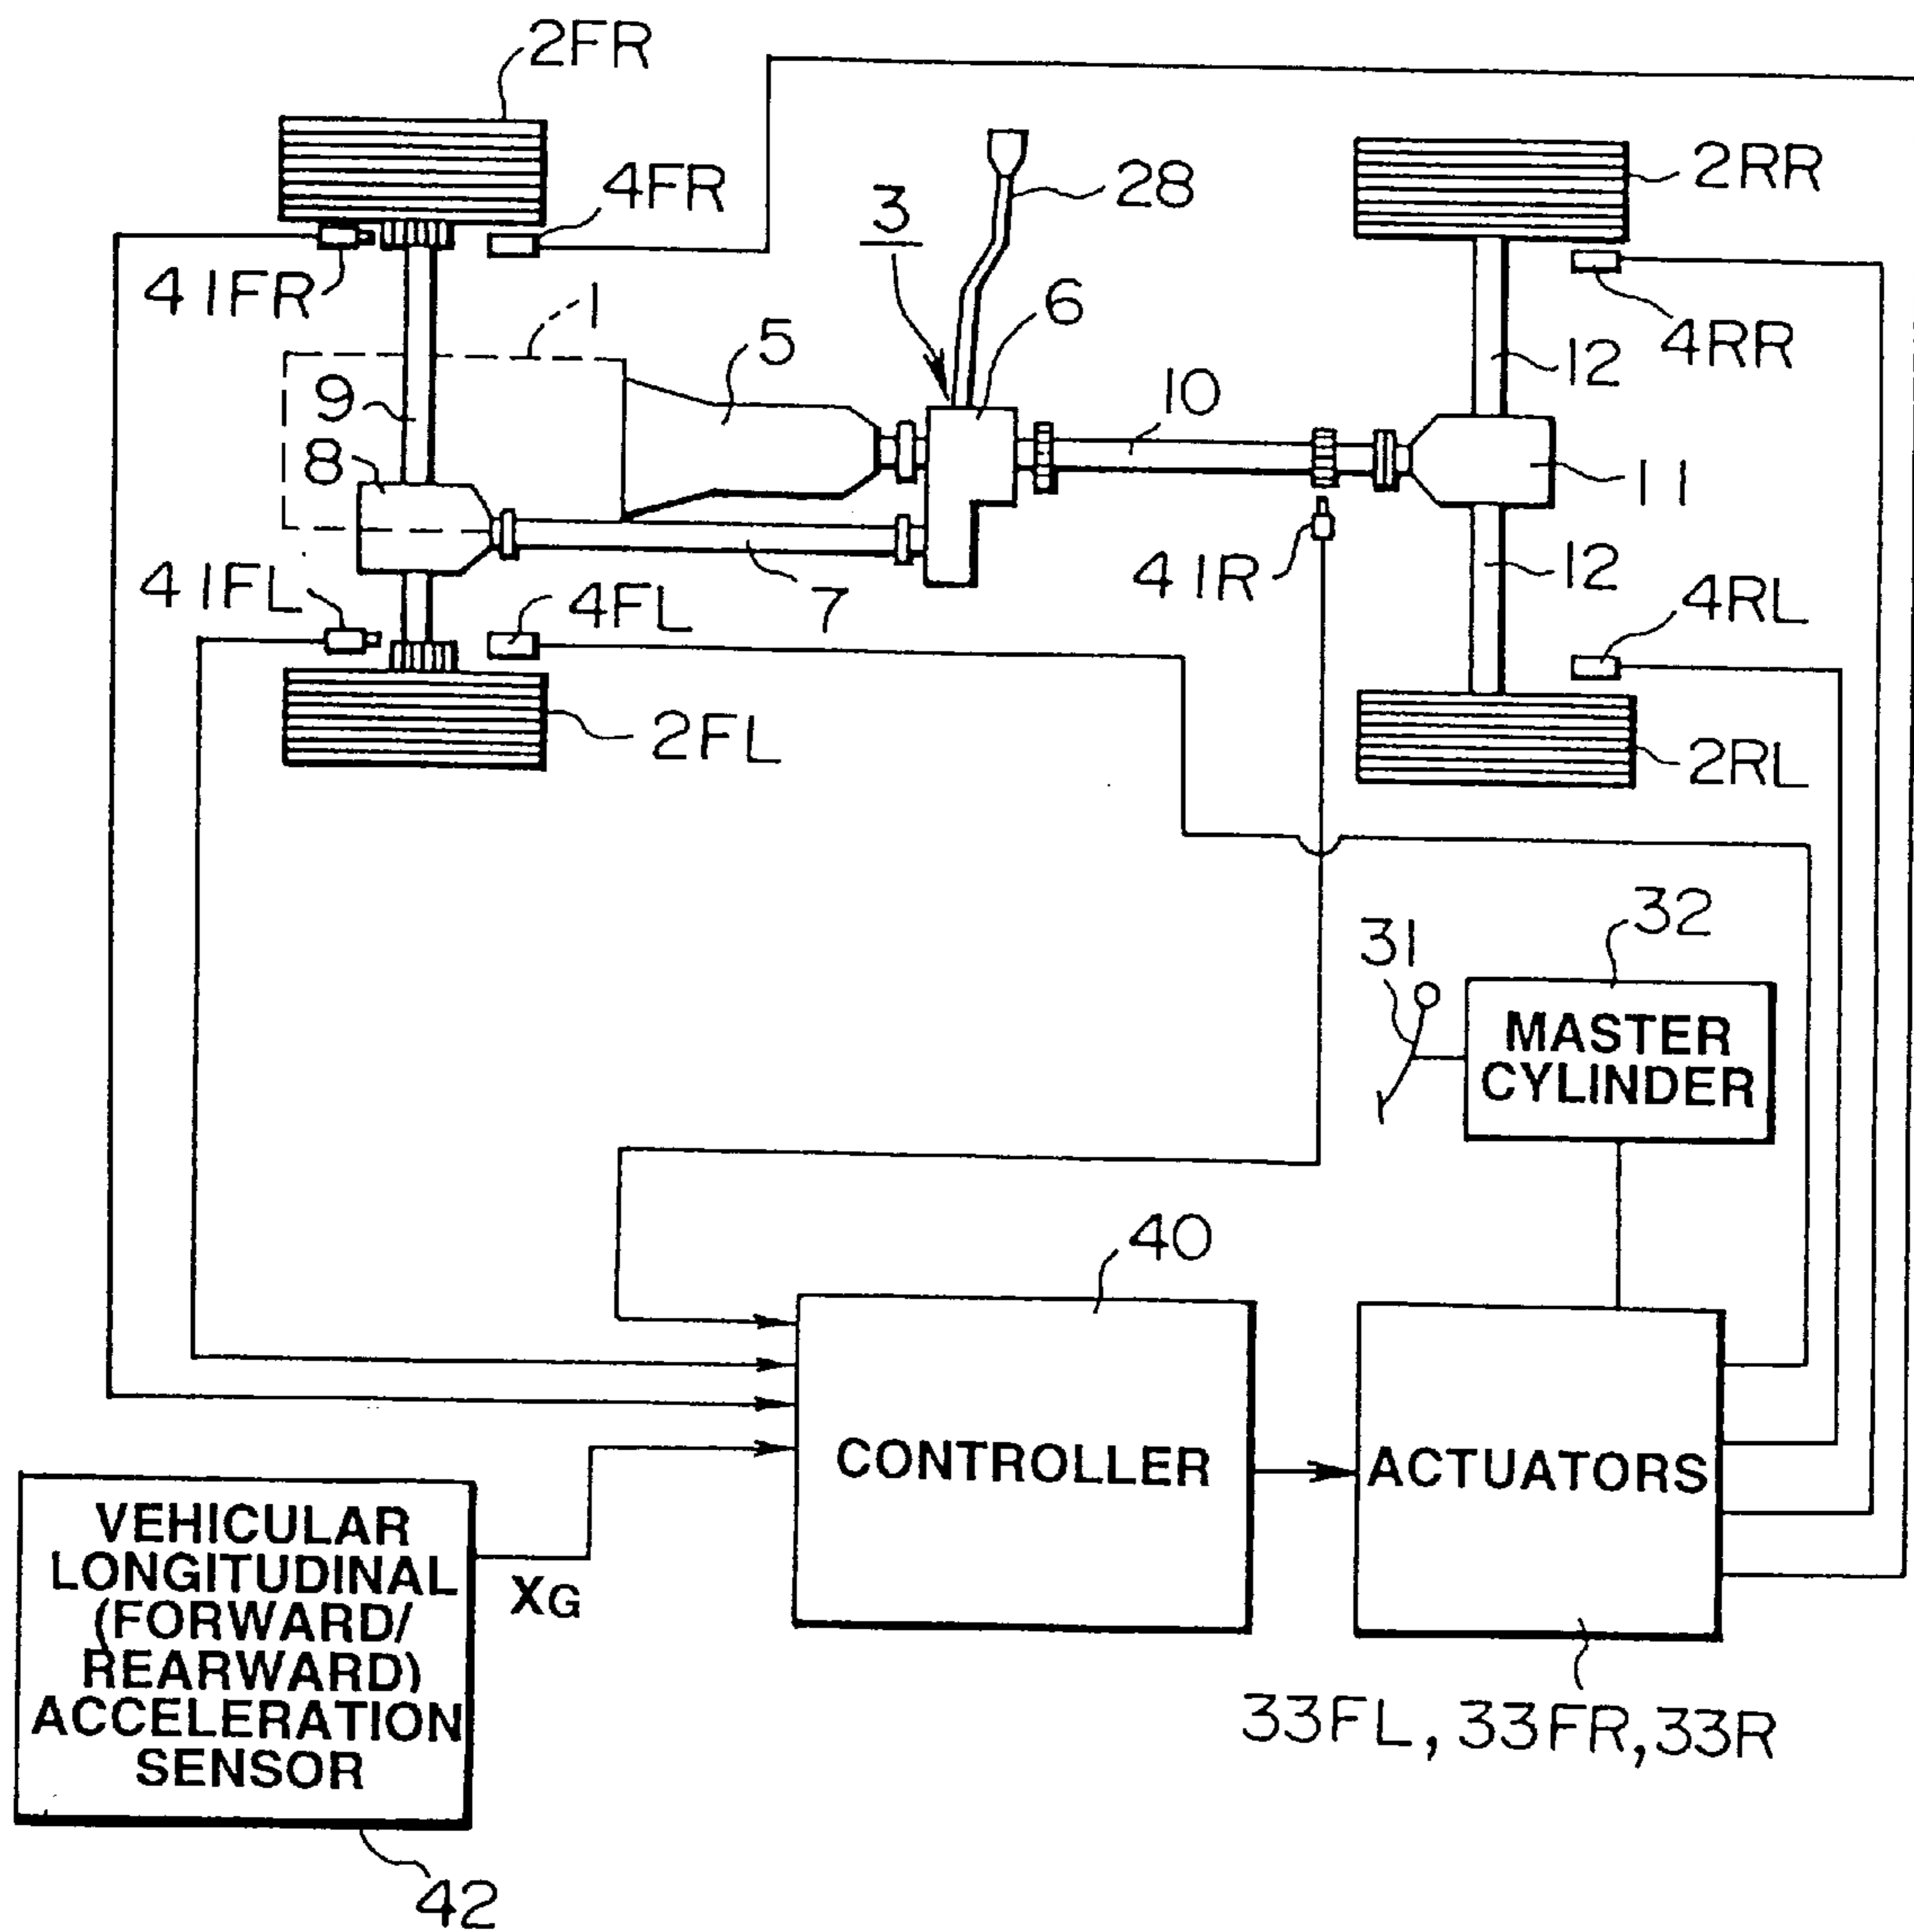 2FR
4FR
28
2RR
3
41FR
1
6
4RR
5
12
9
10
8
11
41FL
4FL
7
41R
12
4RL
2FL
2RL
32
31
MASTER
CYLINDER
40
CONTROLLER
ACTUATORS
VEHICULAR
LONGITUDINAL
(FORWARD/
REARWARD)
ACCELERATION
SENSOR
XG
33FL, 33FR, 33R
42